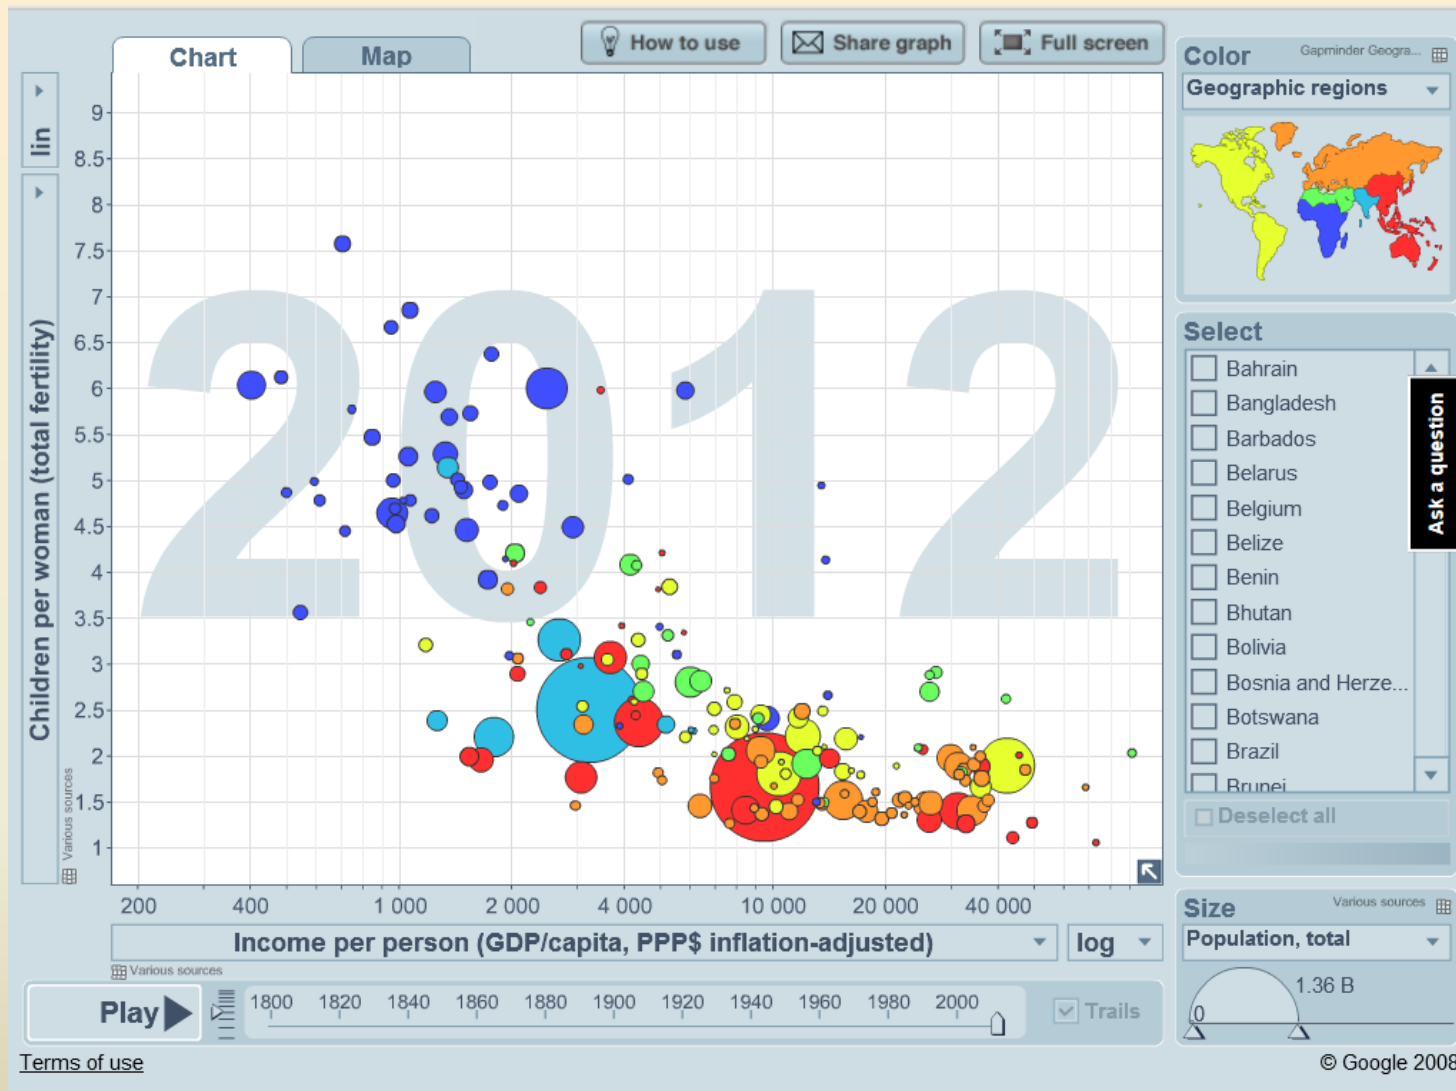 Chart
Map
How to use
Share graph
Full screen
Color
Gapminder Geogra...
Geographic regions
lin
Children per woman (total fertility)
Various sources
9
8.5
8
7.5
7
6.5
6
5.5
5
4.5
4
3.5
3
2.5
2
1.5
1
2012
200
400
1 000
2 000
4 000
10 000
20 000
40 000
Income per person (GDP/capita, PPP$ inflation-adjusted)
log
Various sources
Select
Bahrain
Bangladesh
Barbados
Belarus
Belgium
Belize
Benin
Bhutan
Bolivia
Bosnia and Herze...
Botswana
Brazil
Brunei
Ask a question
Deselect all
Size
Various sources
Population, total
1.36 B
0
Play
1800
1820
1840
1860
1880
1900
1920
1940
1960
1980
2000
Trails
Terms of use
© Google 2008